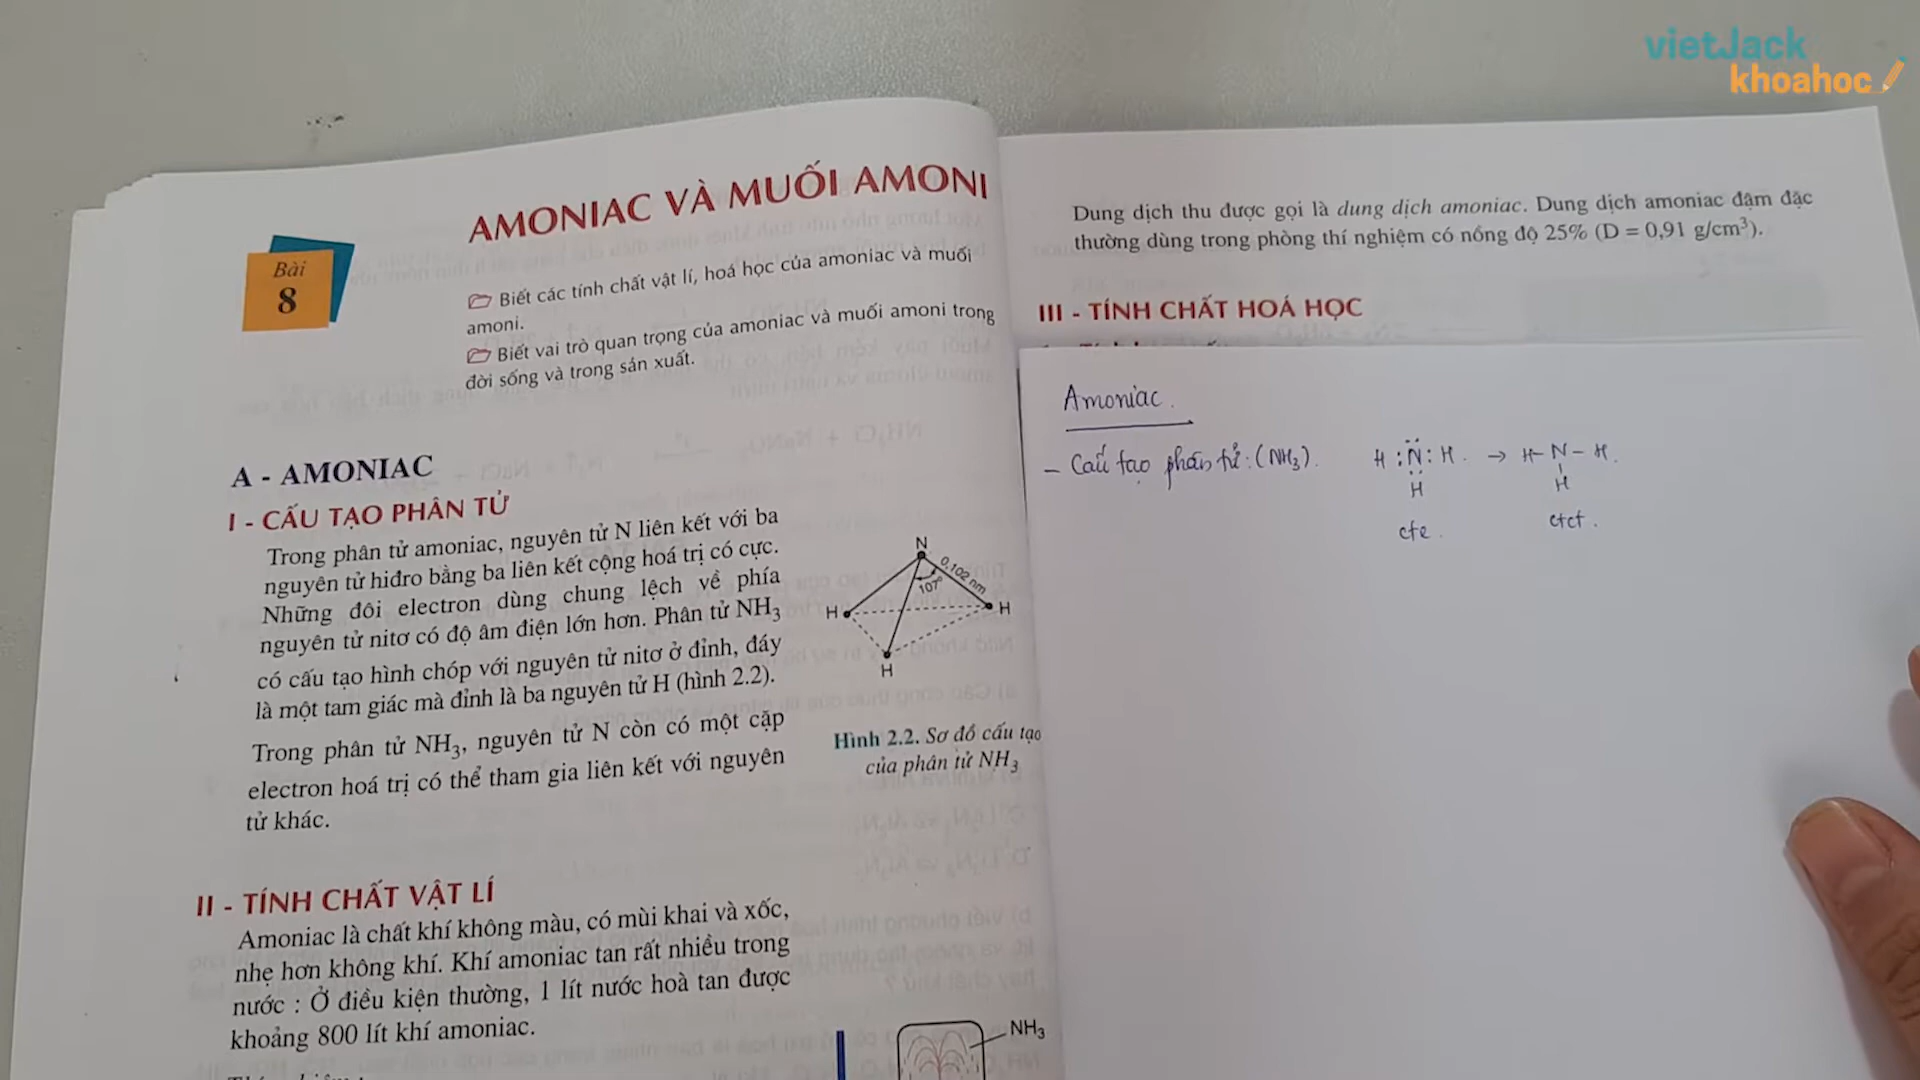 vietJack
khoahoc
AMONIAC VÀ MUỐI AMONI
Bài
8
Biết các tính chất vật lí, hoá học của amoniac và muối
amoni.
Biết vai trò quan trọng của amoniac và muối amoni trong
đời sống và trong sản xuất.
A - AMONIAC
I - CẤU TẠO PHÂN TỬ
Trong phân tử amoniac, nguyên tử N liên kết với ba
nguyên tử hiđro bằng ba liên kết cộng hoá trị có cực.
Những đôi electron dùng chung lệch về phía
nguyên tử nitơ có độ âm điện lớn hơn. Phân tử NH₃
có cấu tạo hình chóp với nguyên tử nitơ ở đỉnh, đáy
là một tam giác mà đỉnh là ba nguyên tử H (hình 2.2).
Trong phân tử NH₃, nguyên tử N còn có một cặp
electron hoá trị có thể tham gia liên kết với nguyên
tử khác.
N
0,102 nm
107°
H
H
H
Hình 2.2. Sơ đồ cấu tạo
của phân tử NH₃
II - TÍNH CHẤT VẬT LÍ
Amoniac là chất khí không màu, có mùi khai và xốc,
nhẹ hơn không khí. Khí amoniac tan rất nhiều trong
nước : Ở điều kiện thường, 1 lít nước hoà tan được
khoảng 800 lít khí amoniac.
NH₃
Dung dịch thu được gọi là dung dịch amoniac. Dung dịch amoniac đậm đặc
thường dùng trong phòng thí nghiệm có nồng độ 25% (D = 0,91 g/cm³).
III - TÍNH CHẤT HOÁ HỌC
Amoniac.
- Cấu tạo phân tử: (NH₃). H:N:H. → H-N-H.
H H
cte. ctct.